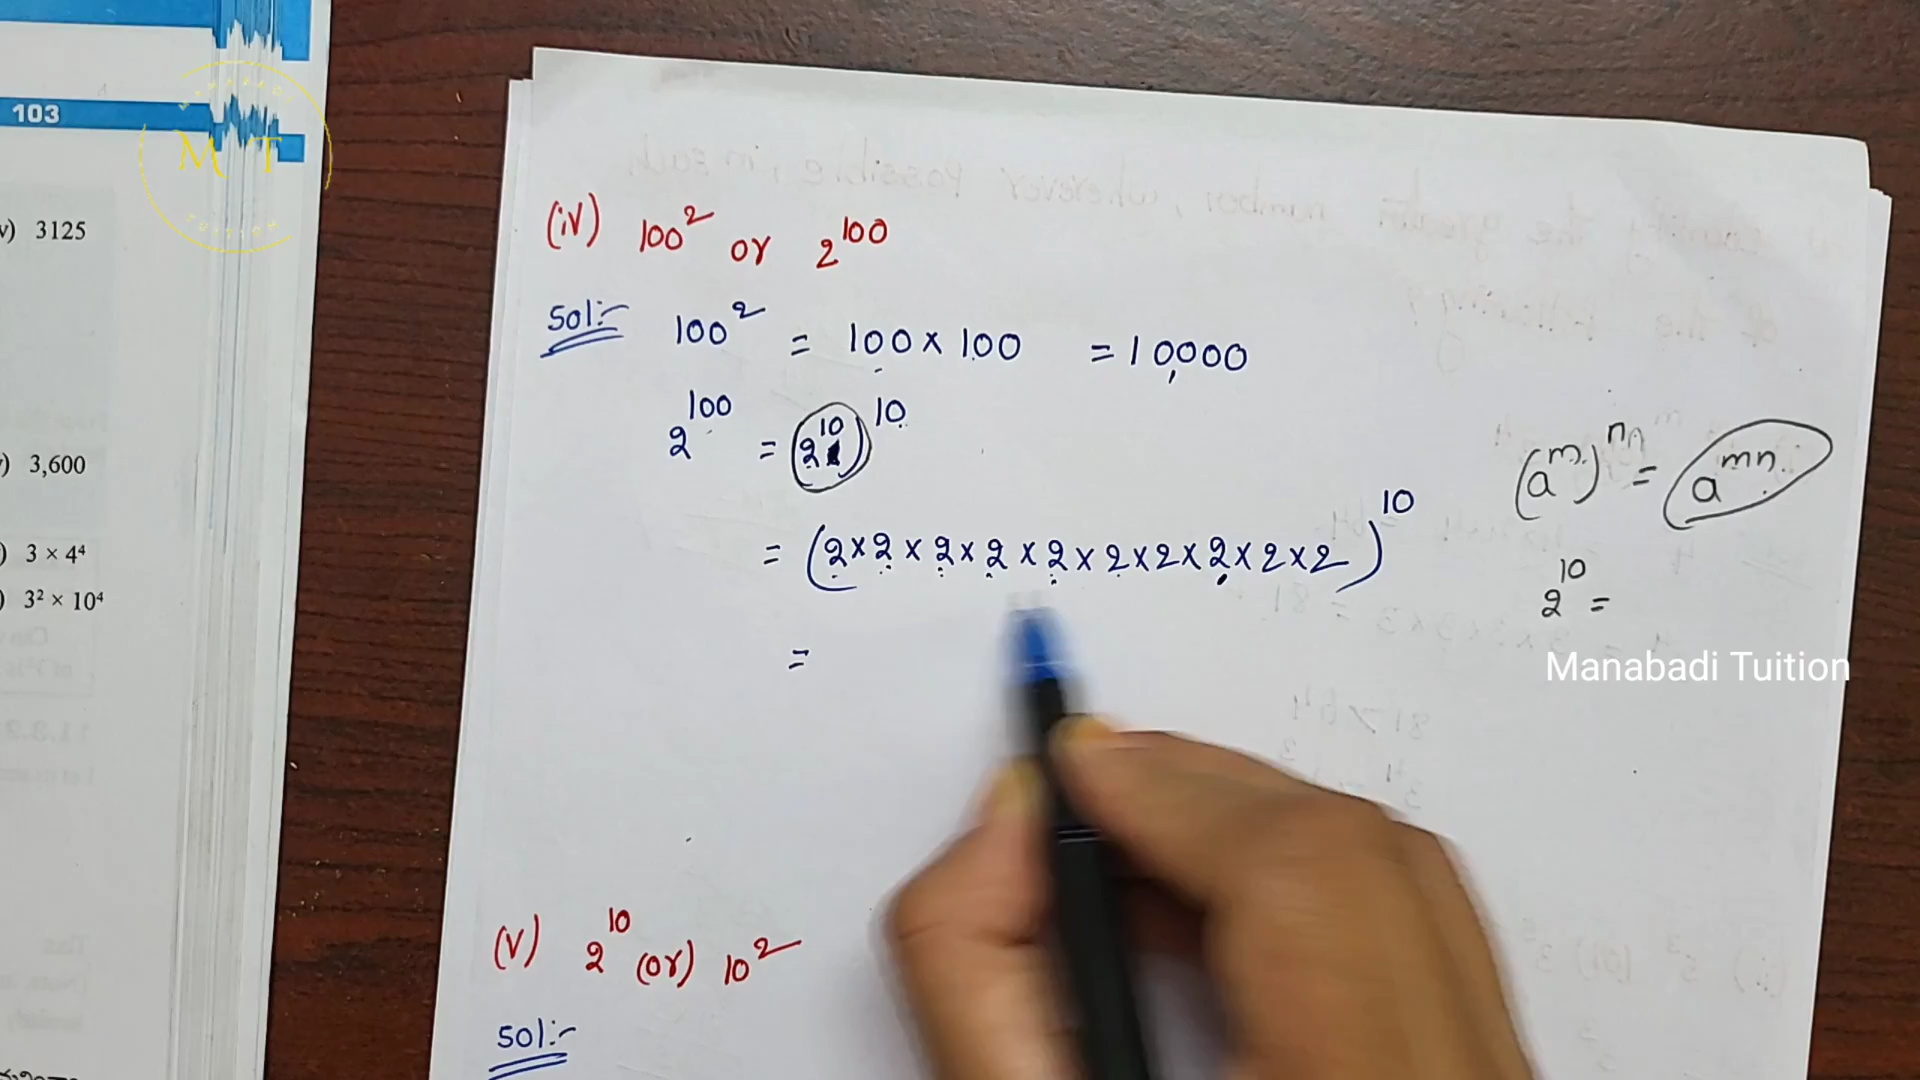 103
v) 3125
) 3,600
) 3 × 4⁴
) 3² × 10⁴
M T
TUITION
(iv) 100² or 2¹⁰⁰
Sol:-
100² = 100 × 100 = 10,000
2¹⁰⁰ = (2¹⁰)¹⁰
= (2×2×2×2×2×2×2×2×2×2)¹⁰
=
(aᵐ)ⁿ = aᵐⁿ
2¹⁰ =
Manabadi Tuition
(v) 2¹⁰ (or) 10²
Sol:-